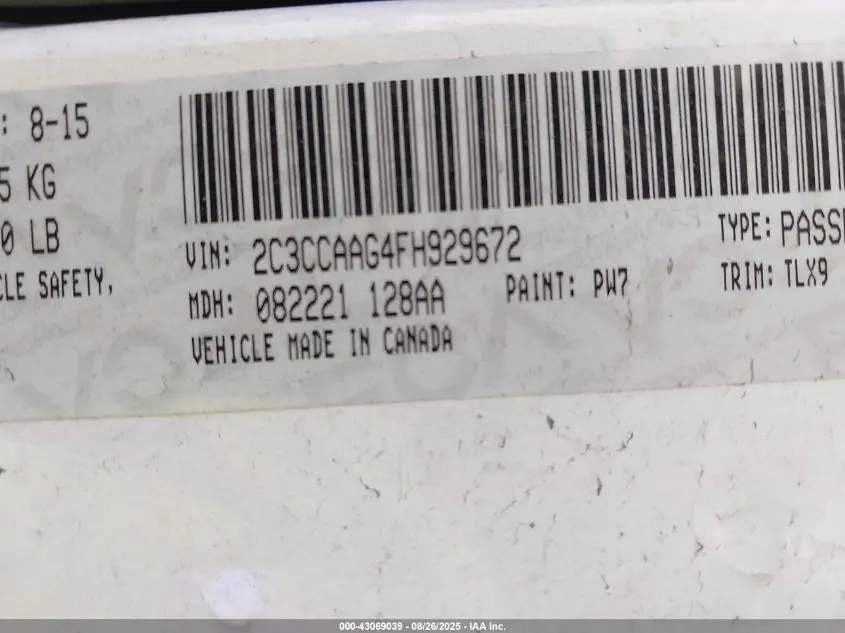 : 8-15
5 KG
0 LB
CLE SAFETY,
VIN: 2C3CCAAG4FH929672
TYPE: PASS
MDH: 082221 128AA
PAINT: PW7
TRIM: TLX9
VEHICLE MADE IN CANADA
000-43069039 - 08/26/2025 - IAA Inc.